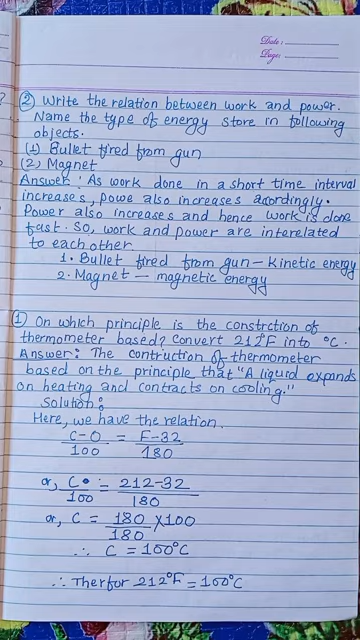 Date:
Page:
② Write the relation between work and power.
Name the type of energy store in following
objects.
(1) Bullet fired from gun
(2) Magnet
Answer: As work done in a short time interval
increases, powe also increases acordingly.
Power also increases and hence work is done
fast. So, work and power are interelated
to each other.
1. Bullet fired from gun - Kinetic energy
2. Magnet - magnetic energy
① On which principle is the constrction of
thermometer based? Convert 212°F into °C.
Answer: The contruction of thermometer
based on the principle that "A liquid expands
on heating and contracts on cooling."
Solution:
Here, we have the relation.
C-0 = F-32
100 180
or, C = 212-32
100 180
or, C = 180 × 100
180
∴ C = 100°C
∴ Therfor 212°F = 100°C